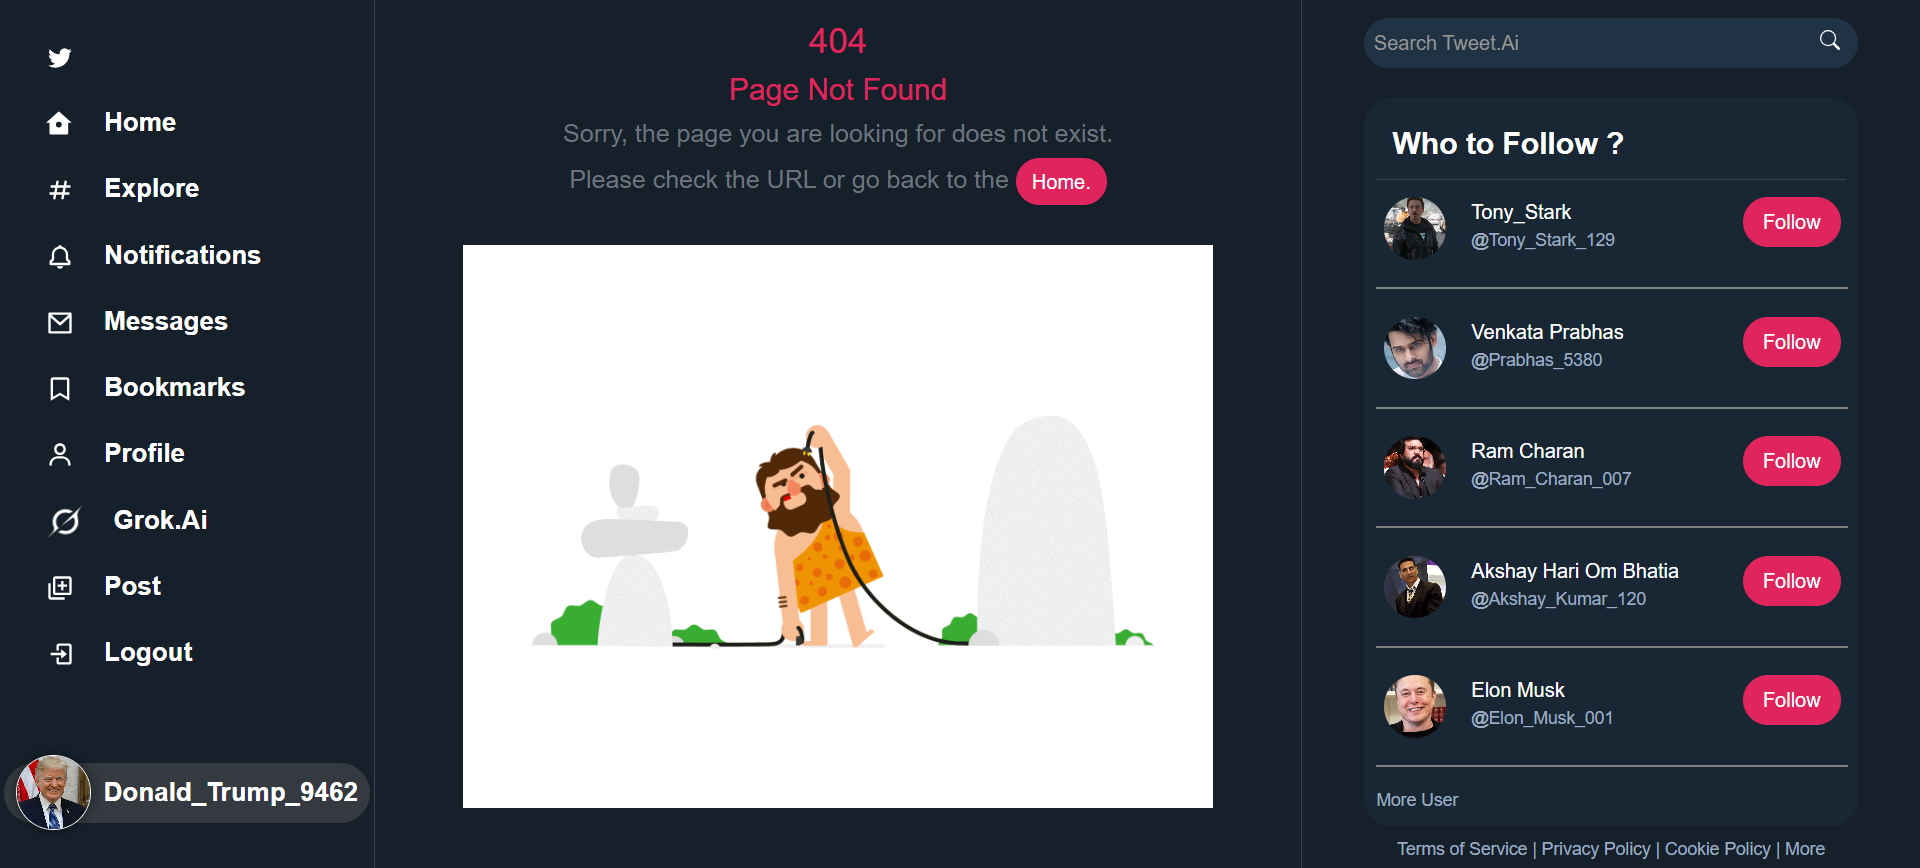 Home
Explore
Notifications
Messages
Bookmarks
Profile
Grok.Ai
Post
Logout
Donald_Trump_9462
404
Page Not Found
Sorry, the page you are looking for does not exist.
Please check the URL or go back to the Home.
Search Tweet.Ai
Who to Follow ?
Tony_Stark
@Tony_Stark_129
Follow
Venkata Prabhas
@Prabhas_5380
Follow
Ram Charan
@Ram_Charan_007
Follow
Akshay Hari Om Bhatia
@Akshay_Kumar_120
Follow
Elon Musk
@Elon_Musk_001
Follow
More User
Terms of Service | Privacy Policy | Cookie Policy | More